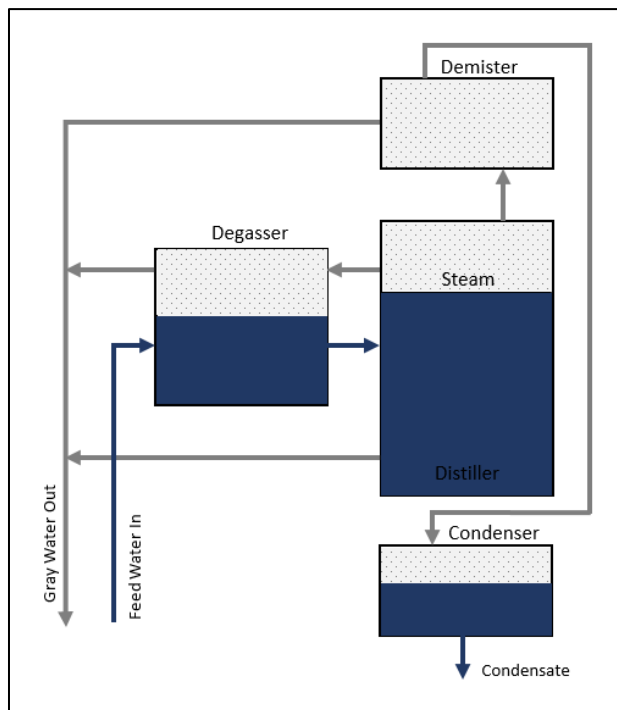 Demister
Degasser
Steam
Distiller
Gray Water Out
Feed Water In
Condenser
Condensate